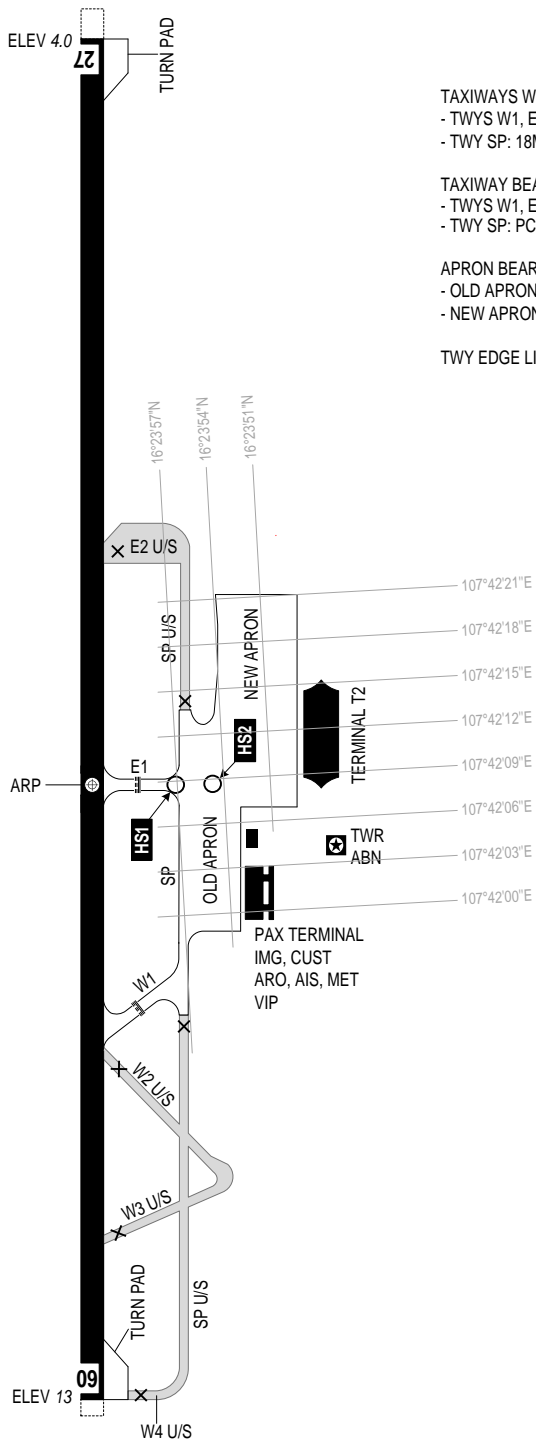 ELEV 4.0
27
TURN PAD
TAXIWAYS W
- TWYS W1, E
- TWY SP: 18
TAXIWAY BEA
- TWYS W1, E
- TWY SP: PC
APRON BEAR
- OLD APRON
- NEW APRON
TWY EDGE LI
16°23'57"N
16°23'54"N
16°23'51"N
E2 U/S
107°42'21"E
SP U/S
NEW APRON
107°42'18"E
107°42'15"E
HS2
TERMINAL T2
107°42'12"E
E1
ARP
107°42'09"E
HS1
107°42'06"E
SP
OLD APRON
TWR
ABN
107°42'03"E
107°42'00"E
PAX TERMINAL
IMG, CUST
ARO, AIS, MET
VIP
W1
W2 U/S
W3 U/S
SP U/S
TURN PAD
09
ELEV 13
W4 U/S